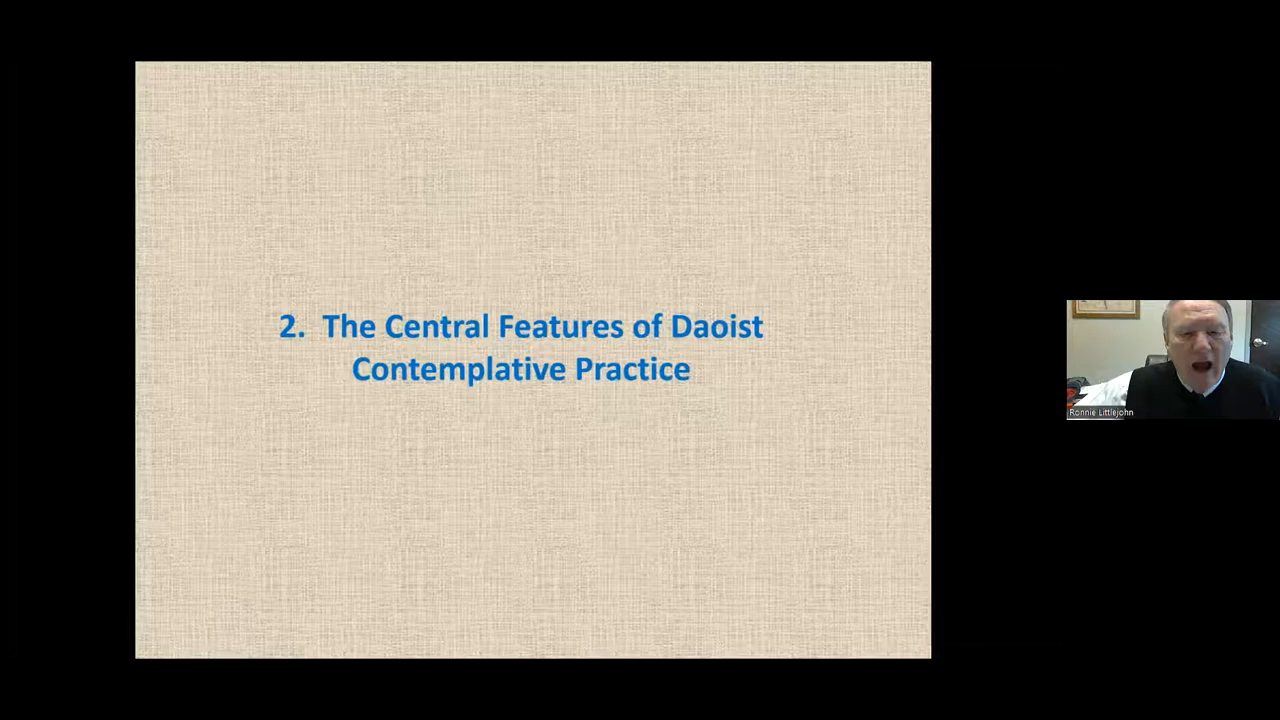 2. The Central Features of Daoist
Contemplative Practice
Ronnie Littlejohn